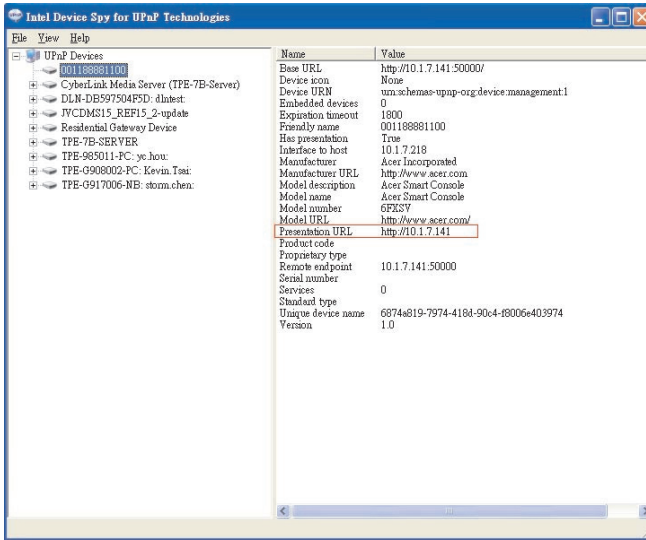 Intel Device Spy for UPnP Technologies
File View Help
UPnP Devices
001188881100
CyberLink Media Server (TPE-7B-Server)
DLN-DB597504F5D: dlntest:
JVCDMS15_REF15_2-update
Residential Gateway Device
TPE-7B-SERVER
TPE-985011-PC: yc.hou:
TPE-G908002-PC: Kevin.Tsai:
TPE-G917006-NB: storm.chen:
Name Value
Base URL http://10.1.7.141:50000/
Device icon None
Device URN urn:schemas-upnp-org:device:management:1
Embedded devices 0
Expiration timeout 1800
Friendly name 001188881100
Has presentation True
Interface to host 10.1.7.218
Manufacturer Acer Incorporated
Manufacturer URL http://www.acer.com
Model description Acer Smart Console
Model name Acer Smart Console
Model number 6FXSV
Model URL http://www.acer.com/
Presentation URL http://10.1.7.141
Product code
Proprietary type
Remote endpoint 10.1.7.141:50000
Serial number
Services 0
Standard type
Unique device name 6874a819-7974-418d-90c4-f8006e403974
Version 1.0